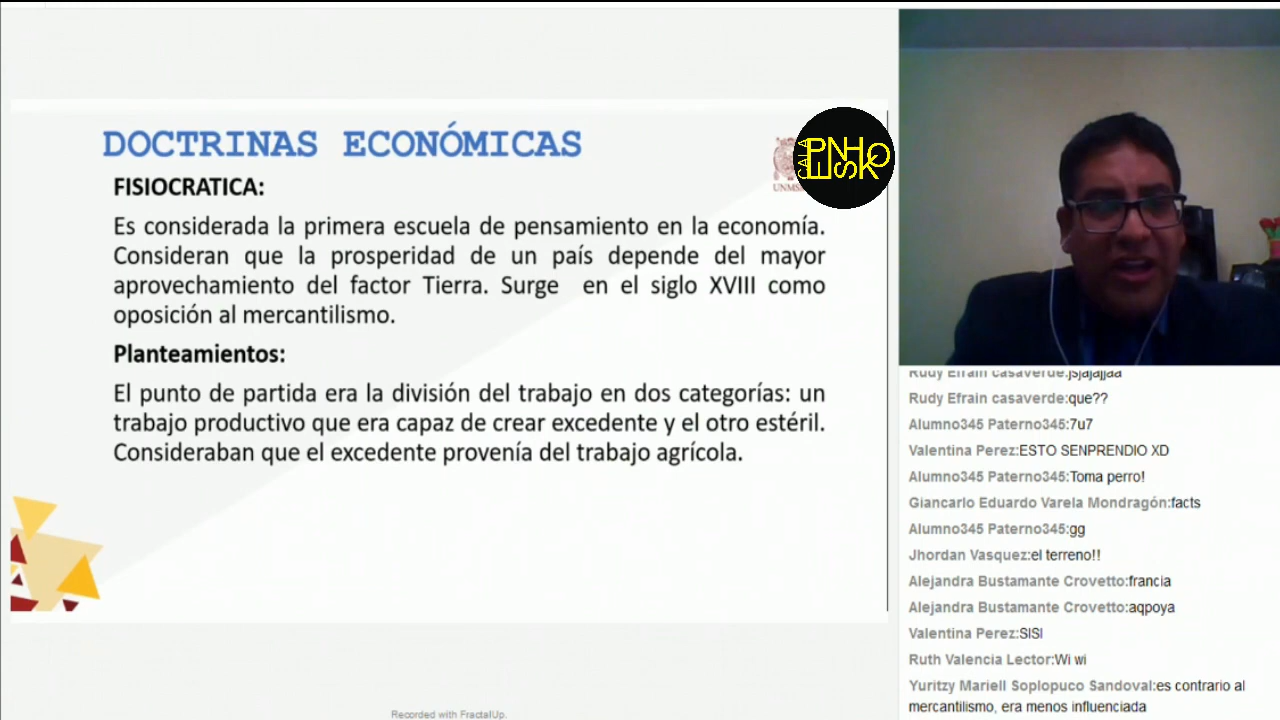 DOCTRINAS ECONÓMICAS
FISIOCRATICA:
Es considerada la primera escuela de pensamiento en la economía.
Consideran que la prosperidad de un país depende del mayor
aprovechamiento del factor Tierra. Surge en el siglo XVIII como
oposición al mercantilismo.
Planteamientos:
El punto de partida era la división del trabajo en dos categorías: un
trabajo productivo que era capaz de crear excedente y el otro estéril.
Consideraban que el excedente provenía del trabajo agrícola.
Recorded with FractalUp.
Rudy Efrain casaverde:jsjajajjaa
Rudy Efrain casaverde:que??
Alumno345 Paterno345:7u7
Valentina Perez:ESTO SENPRENDIO XD
Alumno345 Paterno345:Toma perro!
Giancarlo Eduardo Varela Mondragón:facts
Alumno345 Paterno345:gg
Jhordan Vasquez:el terreno!!
Alejandra Bustamante Crovetto:francia
Alejandra Bustamante Crovetto:aqpoya
Valentina Perez:SISI
Ruth Valencia Lector:Wi wi
Yuritzy Mariell Soplopuco Sandoval:es contrario al
mercantilismo, era menos influenciada